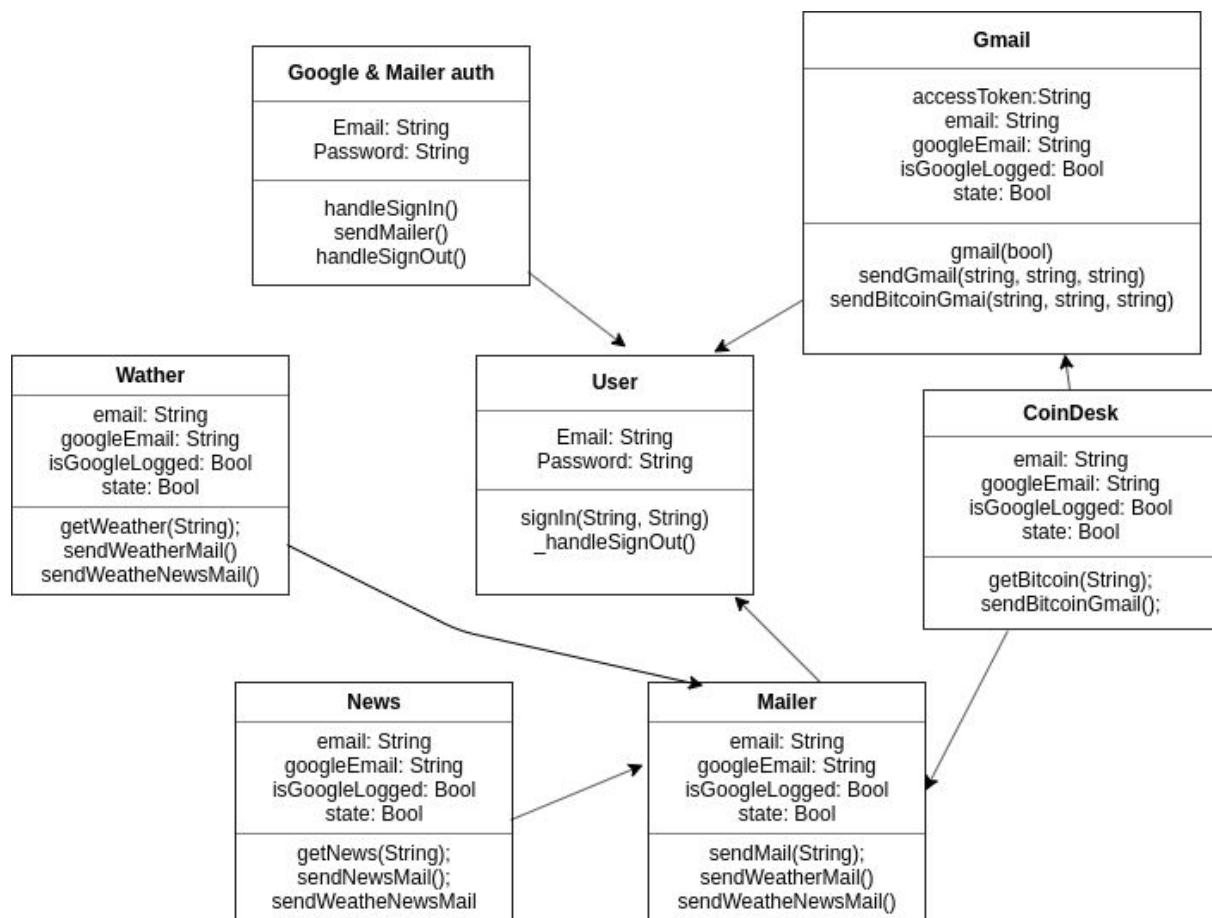 Google & Mailer auth
Email: String
Password: String
handleSignIn()
sendMailer()
handleSignOut()
Gmail
accessToken:String
email: String
googleEmail: String
isGoogleLogged: Bool
state: Bool
gmail(bool)
sendGmail(string, string, string)
sendBitcoinGmai(string, string, string)
Wather
email: String
googleEmail: String
isGoogleLogged: Bool
state: Bool
getWeather(String);
sendWeatherMail()
sendWeatheNewsMail()
User
Email: String
Password: String
signIn(String, String)
_handleSignOut()
CoinDesk
email: String
googleEmail: String
isGoogleLogged: Bool
state: Bool
getBitcoin(String);
sendBitcoinGmail();
News
email: String
googleEmail: String
isGoogleLogged: Bool
state: Bool
getNews(String);
sendNewsMail();
sendWeatheNewsMail
Mailer
email: String
googleEmail: String
isGoogleLogged: Bool
state: Bool
sendMail(String);
sendWeatherMail()
sendWeatheNewsMail()